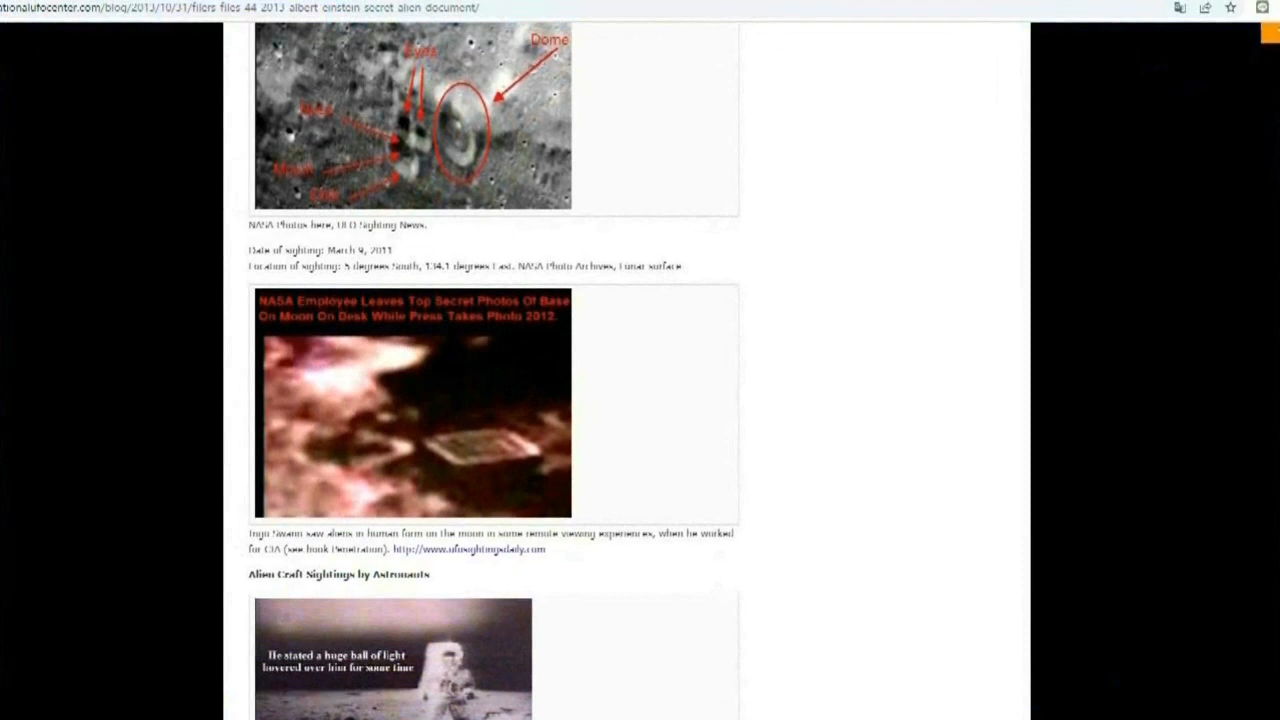 ationalufocenter.com/blog/2013/10/31/filers-files-44-2013-albert-einstein-secret-alien-document/
Eyes
Dome
Nose
Mouth
Chin
NASA Photos here, UFO Sighting News.
Date of sighting: March 9, 2011
Location of sighting: 5 degrees South, 134.1 degrees East. NASA Photo Archives, Lunar surface
NASA Employee Leaves Top Secret Photos Of Base
On Moon On Desk While Press Takes Photo 2012.
Ingo Swann saw aliens in human form on the moon in some remote viewing experiences, when he worked
for CIA (see book Penetration). http://www.ufosightingsdaily.com
Alien Craft Sightings by Astronauts
He stated a huge ball of light
hovered over him for some time